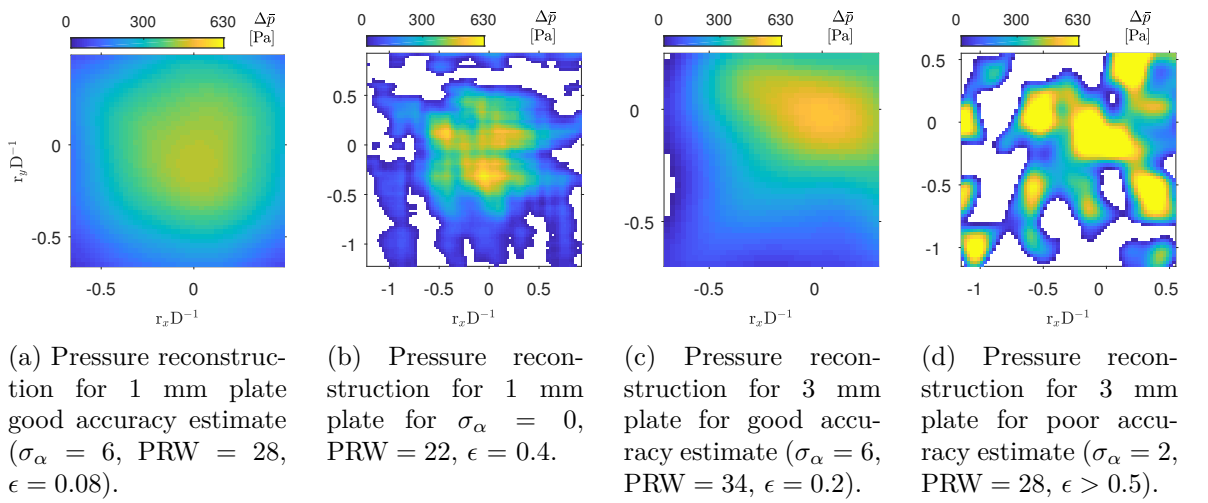 0 300 630 Δp̄ [Pa]
0
-0.5
r_yD⁻¹
-0.5 0
r_xD⁻¹
0 300 630 Δp̄ [Pa]
0.5
0
-0.5
-1
-1 0 0.5
r_xD⁻¹
0 300 630 Δp̄ [Pa]
0
-0.5
-0.5 0
r_xD⁻¹
0 300 630 Δp̄ [Pa]
0.5
0
-0.5
-1
-1 -0.5 0 0.5
r_xD⁻¹
(a) Pressure reconstruc-
tion for 1 mm plate
good accuracy estimate
(σ_α = 6, PRW = 28,
ϵ = 0.08).
(b) Pressure recon-
struction for 1 mm
plate for σ_α = 0,
PRW = 22, ϵ = 0.4.
(c) Pressure recon-
struction for 3 mm
plate for good accu-
racy estimate (σ_α = 6,
PRW = 34, ϵ = 0.2).
(d) Pressure recon-
struction for 3 mm
plate for poor accu-
racy estimate (σ_α = 2,
PRW = 28, ϵ > 0.5).